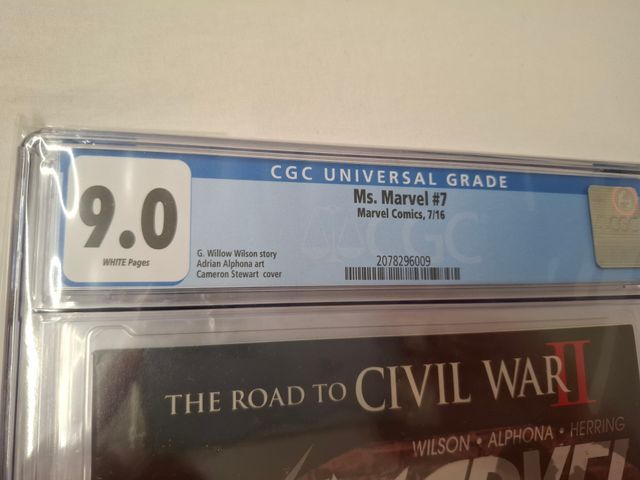 CGC UNIVERSAL GRADE
9.0
WHITE Pages
Ms. Marvel #7
Marvel Comics, 7/16
G. Willow Wilson story
Adrian Alphona art
Cameron Stewart cover
2078296009
CGC
THE ROAD TO CIVIL WAR II
WILSON • ALPHONA • HERRING